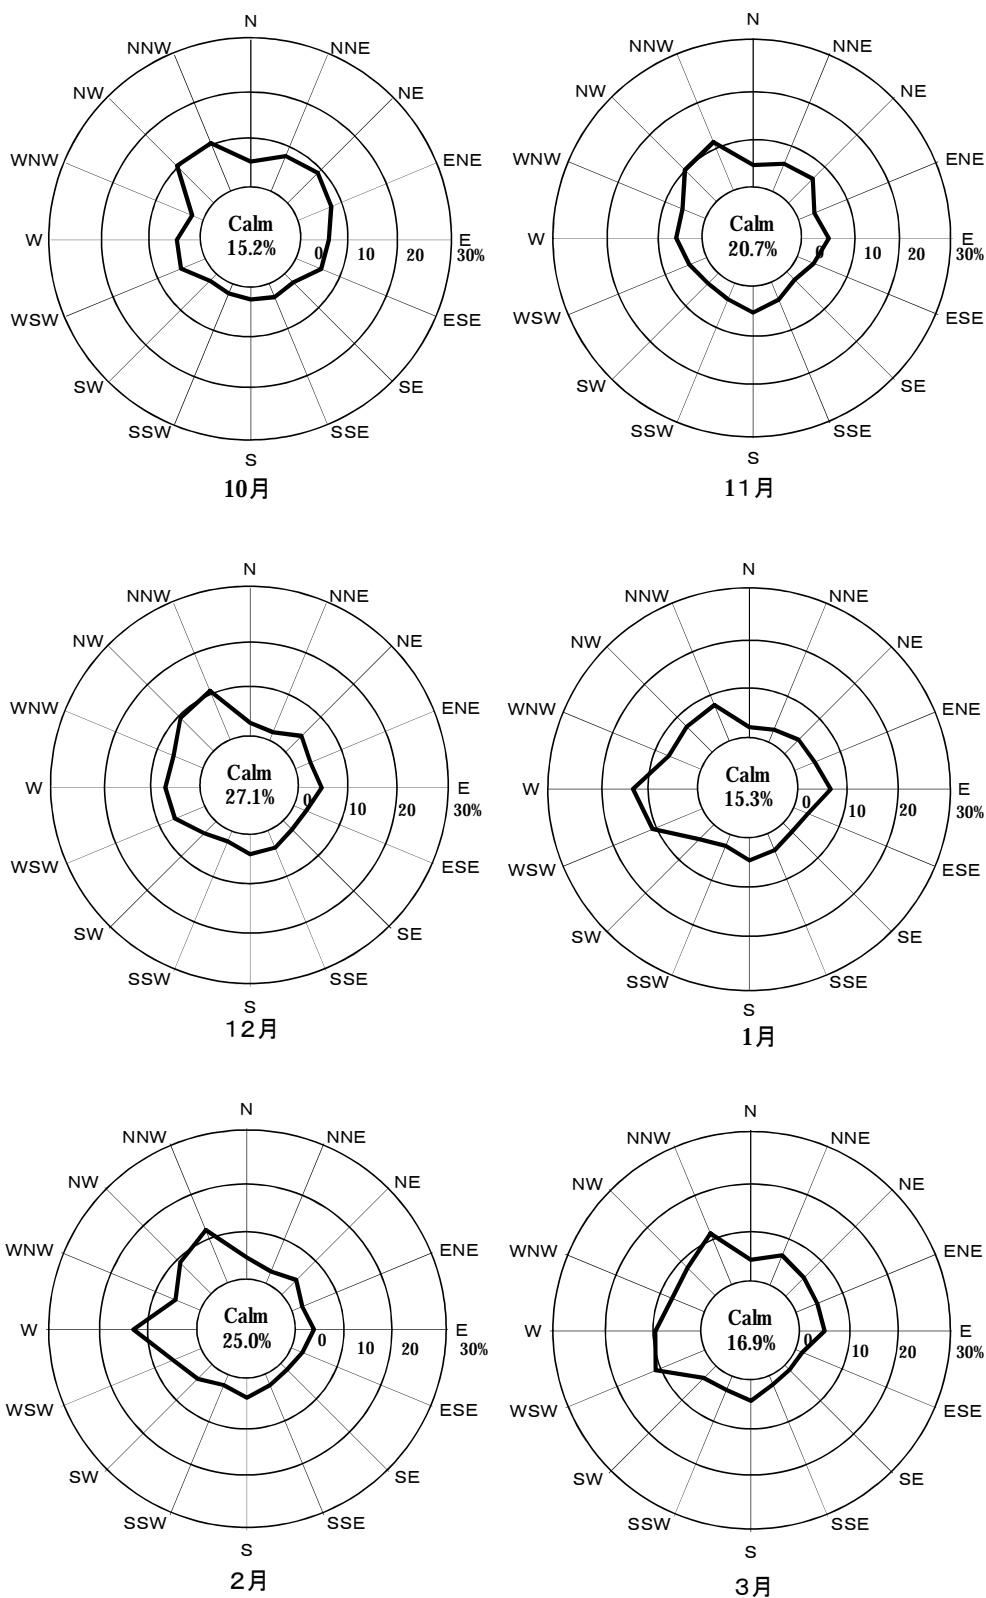 N
NNW NNE
NW NE
WNW ENE
Calm
15.2%
W 0 10 20 E
30%
WSW ESE
SW SE
SSW SSE
S
10月
N
NNW NNE
NW NE
WNW ENE
Calm
20.7%
W 0 10 20 E
30%
WSW ESE
SW SE
SSW SSE
S
11月
N
NNW NNE
NW NE
WNW ENE
Calm
27.1%
W 0 10 20 E
30%
WSW ESE
SW SE
SSW SSE
S
12月
N
NNW NNE
NW NE
WNW ENE
Calm
15.3%
W 0 10 20 E
30%
WSW ESE
SW SE
SSW SSE
S
1月
N
NNW NNE
NW NE
WNW ENE
Calm
25.0%
W 0 10 20 E
30%
WSW ESE
SW SE
SSW SSE
S
2月
N
NNW NNE
NW NE
WNW ENE
Calm
16.9%
W 0 10 20 E
30%
WSW ESE
SW SE
SSW SSE
S
3月